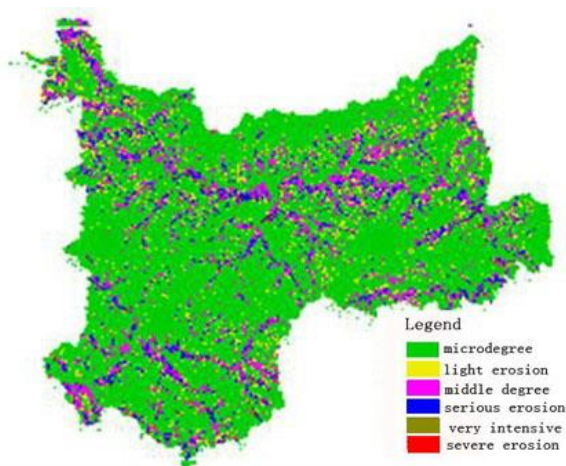 Legend
microdegree
light erosion
middle degree
serious erosion
very intensive
severe erosion